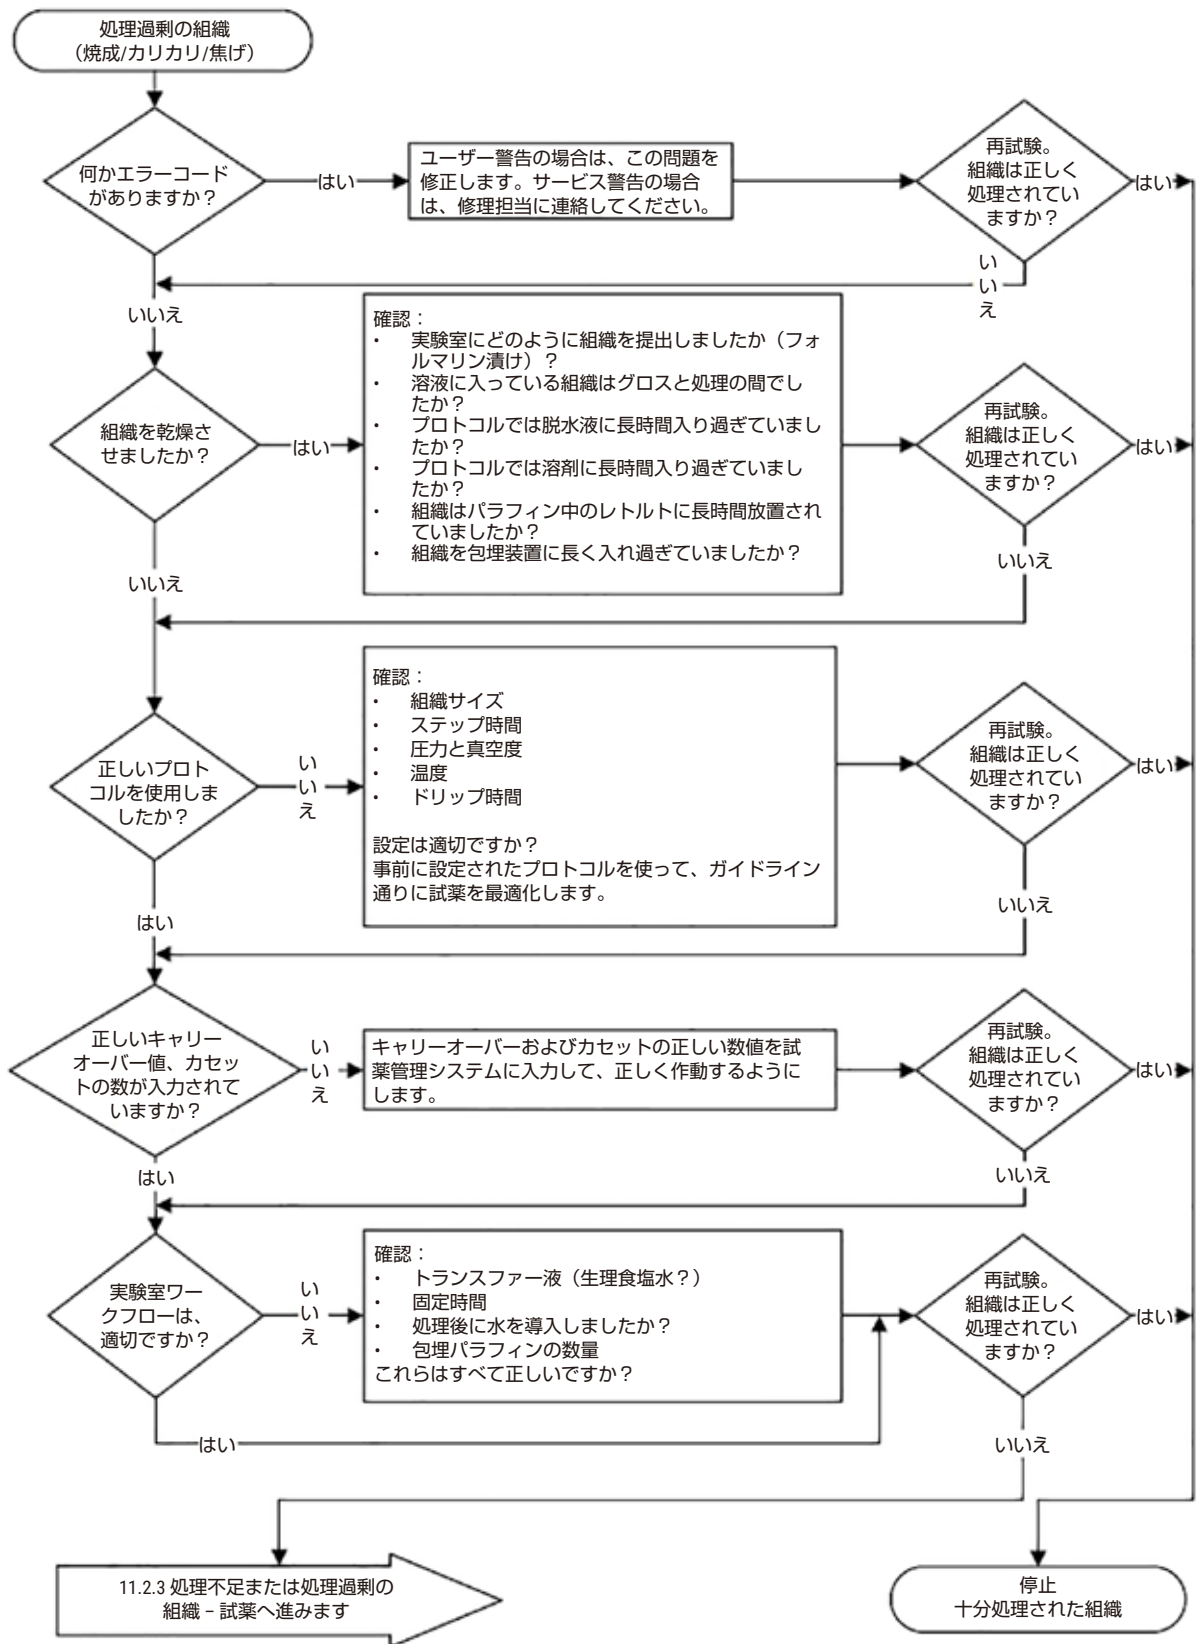 処理過剰の組織
（焼成/カリカリ/焦げ）
何かエラーコード
がありますか？
はい
ユーザー警告の場合は、この問題を
修正します。サービス警告の場合
は、修理担当に連絡してください。
再試験。
組織は正しく
処理されてい
ますか？
はい
いいえ
いいえ
組織を乾燥さ
せましたか？
はい
確認：
• 実験室にどのように組織を提出しましたか（フォ
ルマリン漬け）？
• 溶液に入っている組織はグロスと処理の間でし
たか？
• プロトコルでは脱水液に長時間入り過ぎていまし
たか？
• プロトコルでは溶剤に長時間入り過ぎていまし
たか？
• 組織はパラフィン中のレトルトに長時間放置され
ていましたか？
• 組織を包埋装置に長く入れ過ぎていましたか？
再試験。
組織は正しく
処理されてい
ますか？
はい
いいえ
いいえ
正しいプロト
コルを使用しま
したか？
いいえ
確認：
• 組織サイズ
• ステップ時間
• 圧力と真空度
• 温度
• ドリップ時間
設定は適切ですか？
事前に設定されたプロトコルを使って、ガイドライン
通りに試薬を最適化します。
再試験。
組織は正しく
処理されてい
ますか？
はい
いいえ
はい
正しいキャリー
オーバー値、カセッ
トの数が入力されて
いますか？
いいえ
キャリーオーバーおよびカセットの正しい数値を試
薬管理システムに入力して、正しく作動するように
します。
再試験。
組織は正しく
処理されてい
ますか？
はい
いいえ
はい
実験室ワー
クフローは、
適切ですか？
いいえ
確認：
• トランスファー液（生理食塩水？）
• 固定時間
• 処理後に水を導入しましたか？
• 包埋パラフィンの数量
これらはすべて正しいですか？
再試験。
組織は正しく
処理されてい
ますか？
はい
はい
いいえ
11.2.3 処理不足または処理過剰の
組織 – 試薬へ進みます
停止
十分処理された組織